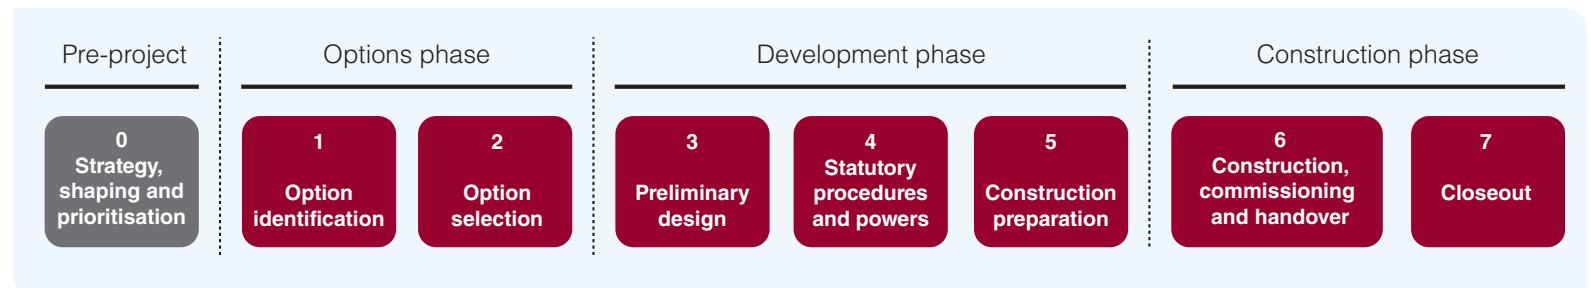 Pre-project
Options phase
Development phase
Construction phase
0
Strategy,
shaping and
prioritisation
1
Option
identification
2
Option
selection
3
Preliminary
design
4
Statutory
procedures
and powers
5
Construction
preparation
6
Construction,
commissioning
and handover
7
Closeout